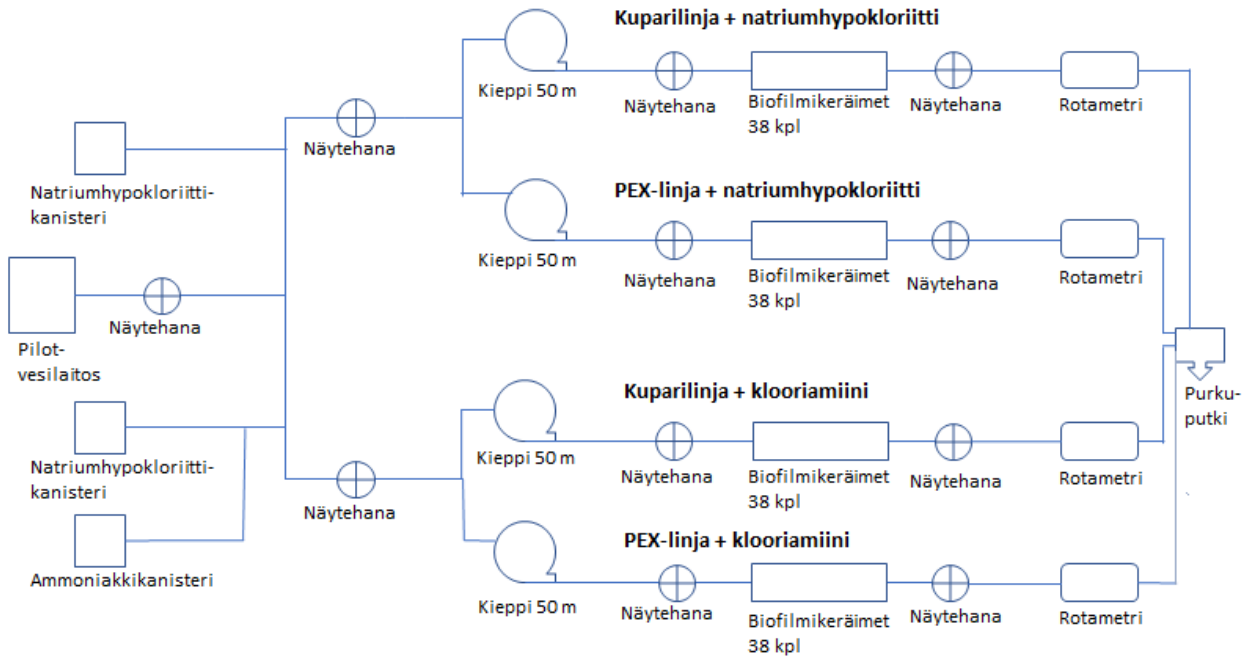 Kuparilinja + natriumhypokloriitti
Kieppi 50 m
Näytehana
Biofilmikeräimet
38 kpl
Näytehana
Rotametri
Näytehana
Natriumhypokloriitti-
kanisteri
PEX-linja + natriumhypokloriitti
Kieppi 50 m
Näytehana
Biofilmikeräimet
38 kpl
Näytehana
Rotametri
Näytehana
Pilot-
vesilaitos
Purku-
putki
Kuparilinja + klooriamiini
Kieppi 50 m
Näytehana
Biofilmikeräimet
38 kpl
Näytehana
Rotametri
Natriumhypokloriitti-
kanisteri
Näytehana
PEX-linja + klooriamiini
Ammoniakkikanisteri
Kieppi 50 m
Näytehana
Biofilmikeräimet
38 kpl
Näytehana
Rotametri